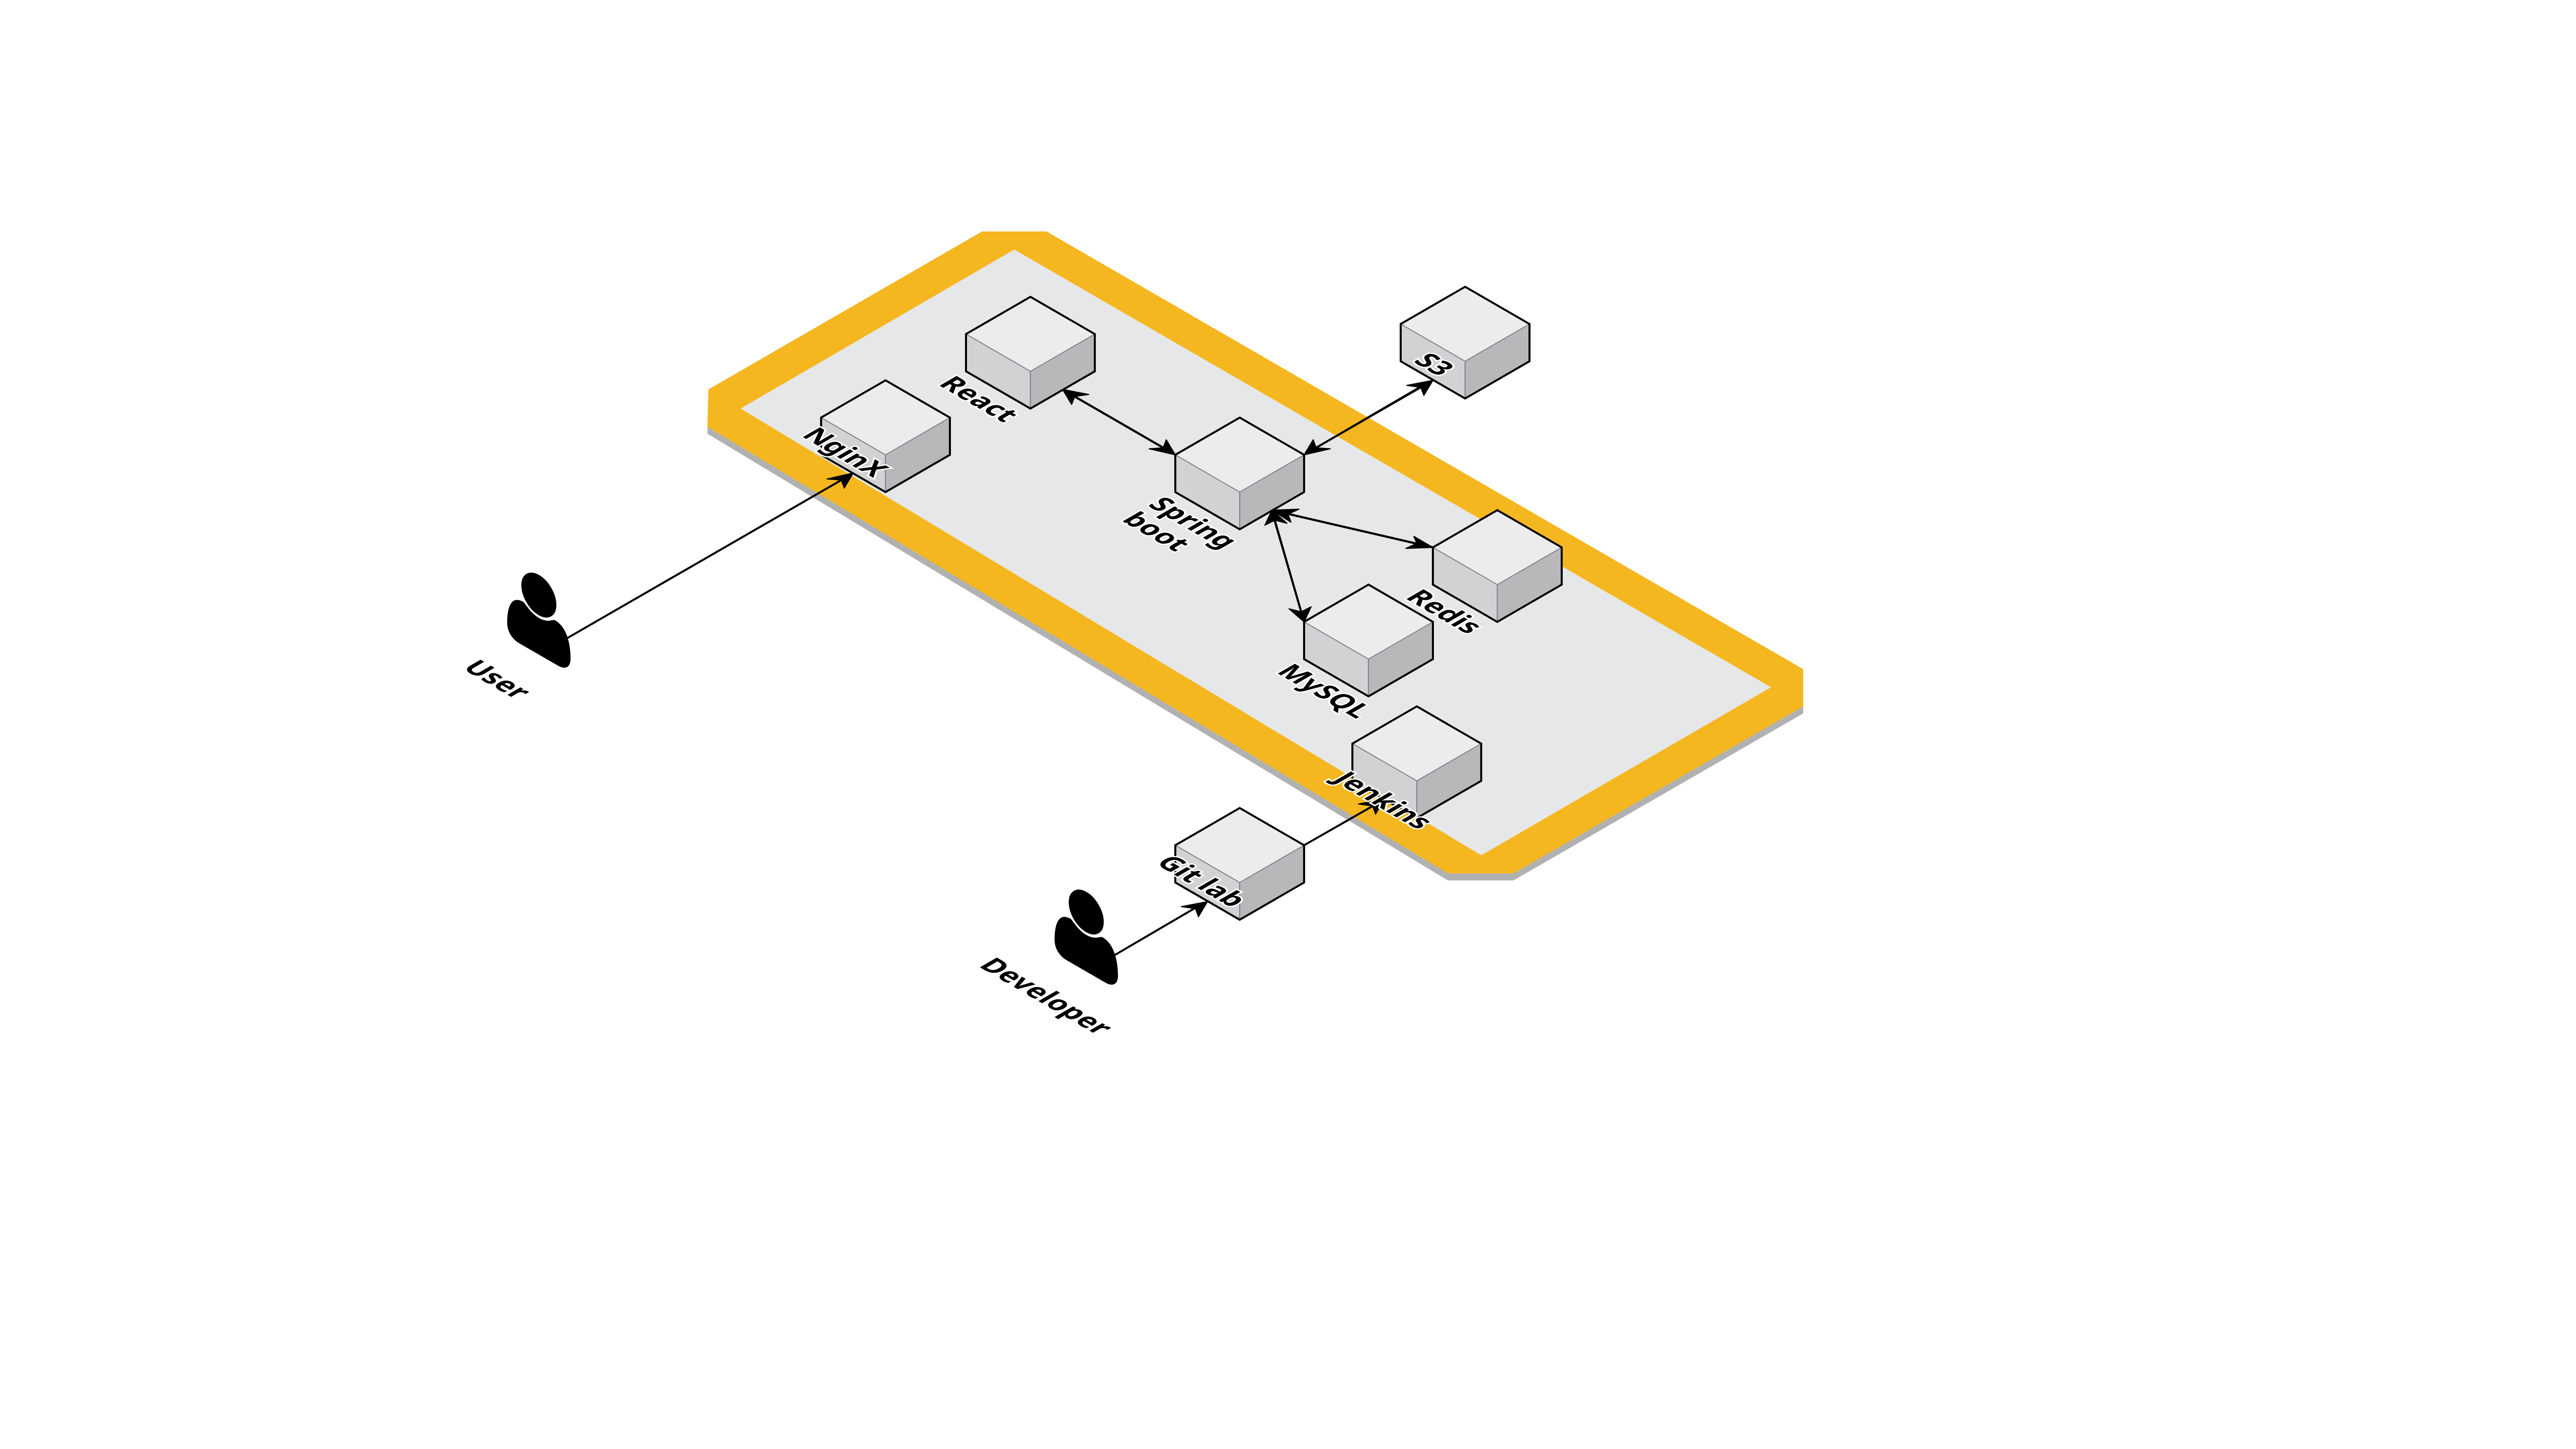 React
S3
NginX
Spring
boot
Redis
User
MySQL
Jenkins
Git lab
Developer